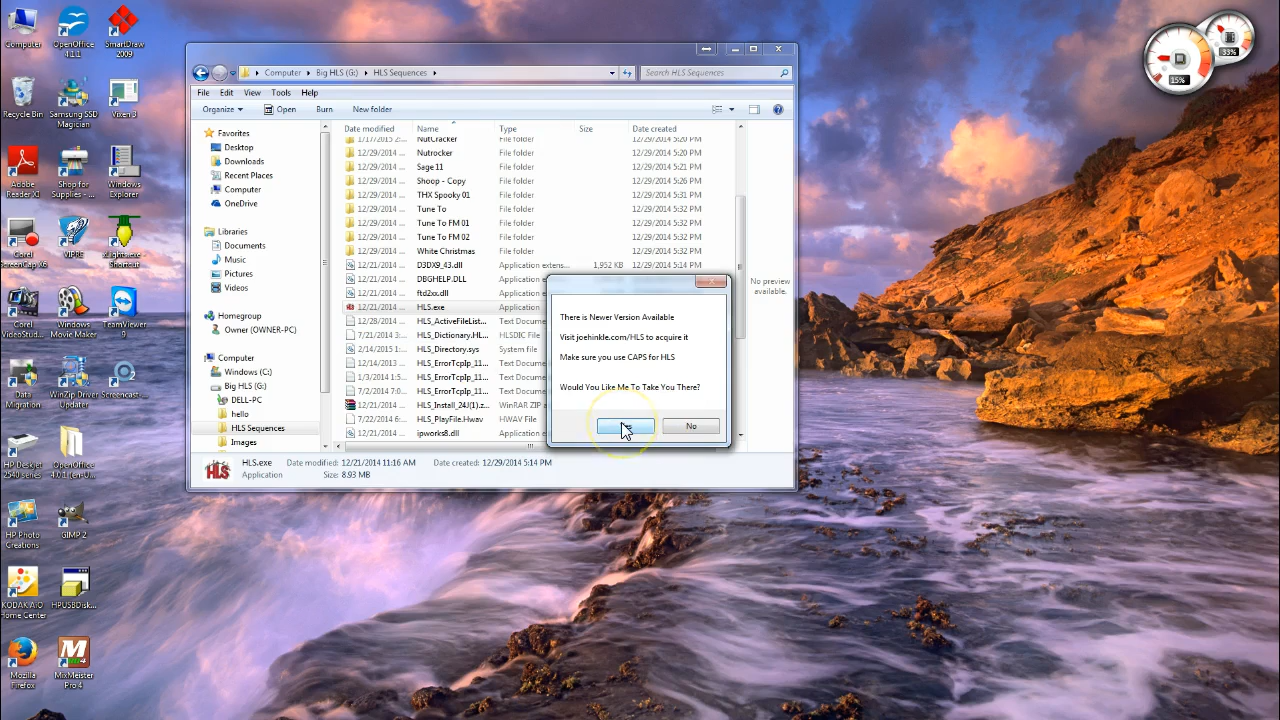 Computer
OpenOffice 4.1.1
SmartDraw 2009
Recycle Bin
Samsung SSD Magician
Vixen 3
Adobe Reader XI
Shop for Supplies - ...
Windows Explorer
Corel ScreenCap X6
VIPRE
xLights.exe - Shortcut
Corel VideoStud...
Windows Movie Maker
TeamViewer 9
Data Migration
WinZip Driver Updater
Screencast-...
HP Deskjet 2540 series
OpenOffice 4.0.1 (en-U...
HP Photo Creations
GIMP 2
KODAK AiO Home Center
HPUSBDisk...
Mozilla Firefox
MixMeister Pro 4
15%
33%
Computer
Big HLS (G:)
HLS Sequences
Search HLS Sequences
File Edit View Tools Help
Organize Open Burn New folder
Favorites
Desktop
Downloads
Recent Places
Computer
OneDrive
Libraries
Documents
Music
Pictures
Videos
Homegroup
Owner (OWNER-PC)
Computer
Windows (C:)
Big HLS (G:)
DELL-PC
hello
HLS Sequences
Images
Date modified Name Type Size Date created
1/17/2015 2:... NutCracker File folder 12/29/2014 5:20 PM
12/29/2014 ... Nutrocker File folder 12/29/2014 5:20 PM
12/29/2014 ... Sage 11 File folder 12/29/2014 5:21 PM
12/29/2014 ... Shoop - Copy File folder 12/29/2014 5:26 PM
12/29/2014 ... THX Spooky 01 File folder 12/29/2014 5:31 PM
12/29/2014 ... Tune To File folder 12/29/2014 5:32 PM
12/29/2014 ... Tune To FM 01 File folder 12/29/2014 5:32 PM
12/29/2014 ... Tune To FM 02 File folder 12/29/2014 5:32 PM
12/29/2014 ... White Christmas File folder 12/29/2014 5:32 PM
12/21/2014 ... D3DX9_43.dll Application extens... 1,952 KB 12/29/2014 5:14 PM
12/21/2014 ... DBGHELP.DLL Application
12/21/2014 ... ftd2xx.dll Application
12/21/2014 ... HLS.exe Application
12/28/2014 ... HLS_ActiveFileList... Text Docume
7/21/2014 3:... HLS_Dictionary.HL... HLSDIC File
2/14/2015 1:... HLS_Directory.sys System file
12/14/2013 ... HLS_ErrorTcpIp_11... Text Docume
1/3/2014 1:5... HLS_ErrorTcpIp_11... Text Docume
7/2/2014 7:0... HLS_ErrorTcpIp_11... Text Docume
12/21/2014 ... HLS_Install_24J(1).z... WinRAR ZIP
7/22/2014 6:... HLS_PlayFile.Hwav HWAV File
12/21/2014 ... ipworks8.dll Application
No preview available.
There is Newer Version Available
Visit joehinkle.com/HLS to acquire it
Make sure you use CAPS for HLS
Would You Like Me To Take You There?
No
HLS
HLS.exe Date modified: 12/21/2014 11:16 AM Date created: 12/29/2014 5:14 PM
Application Size: 8.93 MB